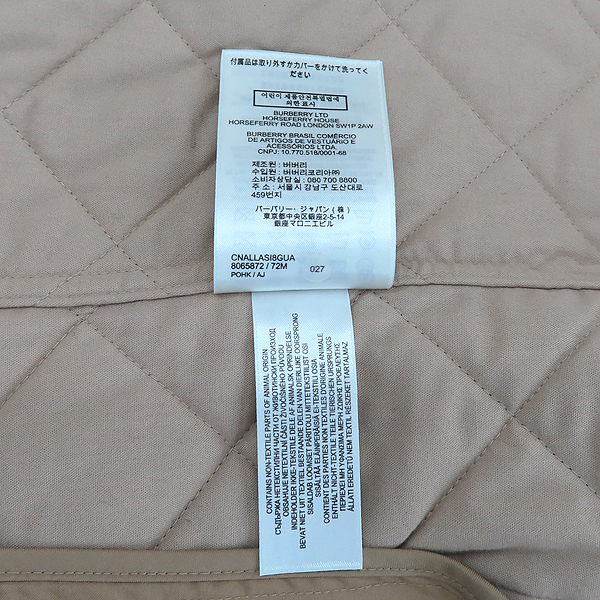 付属品は取り外すかカバーをかけて洗ってく
ださい
어린이 제품안전특별법에
의한 표시
BURBERRY LTD
HORSEFERRY HOUSE
HORSEFERRY ROAD LONDON SW1P 2AW
BURBERRY BRASIL COMÉRCIO
DE ARTIGOS DE VESTUÁRIO E
ACESSÓRIOS LTDA.
CNPJ: 10.770.518/0001-68
제조원 : 버버리
수입원 : 버버리코리아㈜
소비자상담실 : 080 700 8800
주 소 : 서울시 강남구 도산대로
459번지
バーバリー・ジャパン（株）
東京都中央区銀座2-5-14
銀座マロニエビル
CNALLASI8GUA
8065872 / 72M
027
POHK / AJ
CONTAINS NON-TEXTILE PARTS OF ANIMAL ORIGIN
СЪДЪРЖА НЕТЕКСТИЛНИ ЧАСТИ ОТ ЖИВОТИНСКИ ПРОИЗХОД
OBSAHUJE NETEXTILNÍ ČÁSTI ŽIVOČIŠNÉHO PŮVODU
INDEHOLDER IKKE-TEKSTILE DELE AF ANIMALSK OPRINDELSE
BEVAT NIET UIT TEXTIEL BESTAANDE DELEN VAN DIERLIJKE OORSPRONG
SISALDAB LOOMSET PÄRITOLU MITTETEKSTIILIST OSI
SISÄLTÄÄ ELÄINPERÄISIÄ EI-TEKSTIILI OSIA
CONTIENT DES PARTIES NON TEXTILES D'ORIGINE ANIMALE
ENTHÄLT NICHT-TEXTILE TEILE TIERISCHEN URSPRUNGS
ΠΕΡΙΕΧΕΙ ΜΗ ΥΦΑΝΣΙΜΑ ΜΕΡΗ ΖΩΙΚΗΣ ΠΡΟΕΛΕΥΣΗΣ
ÁLLATI EREDETŰ NEM TEXTIL RÉSZEKET TARTALMAZ